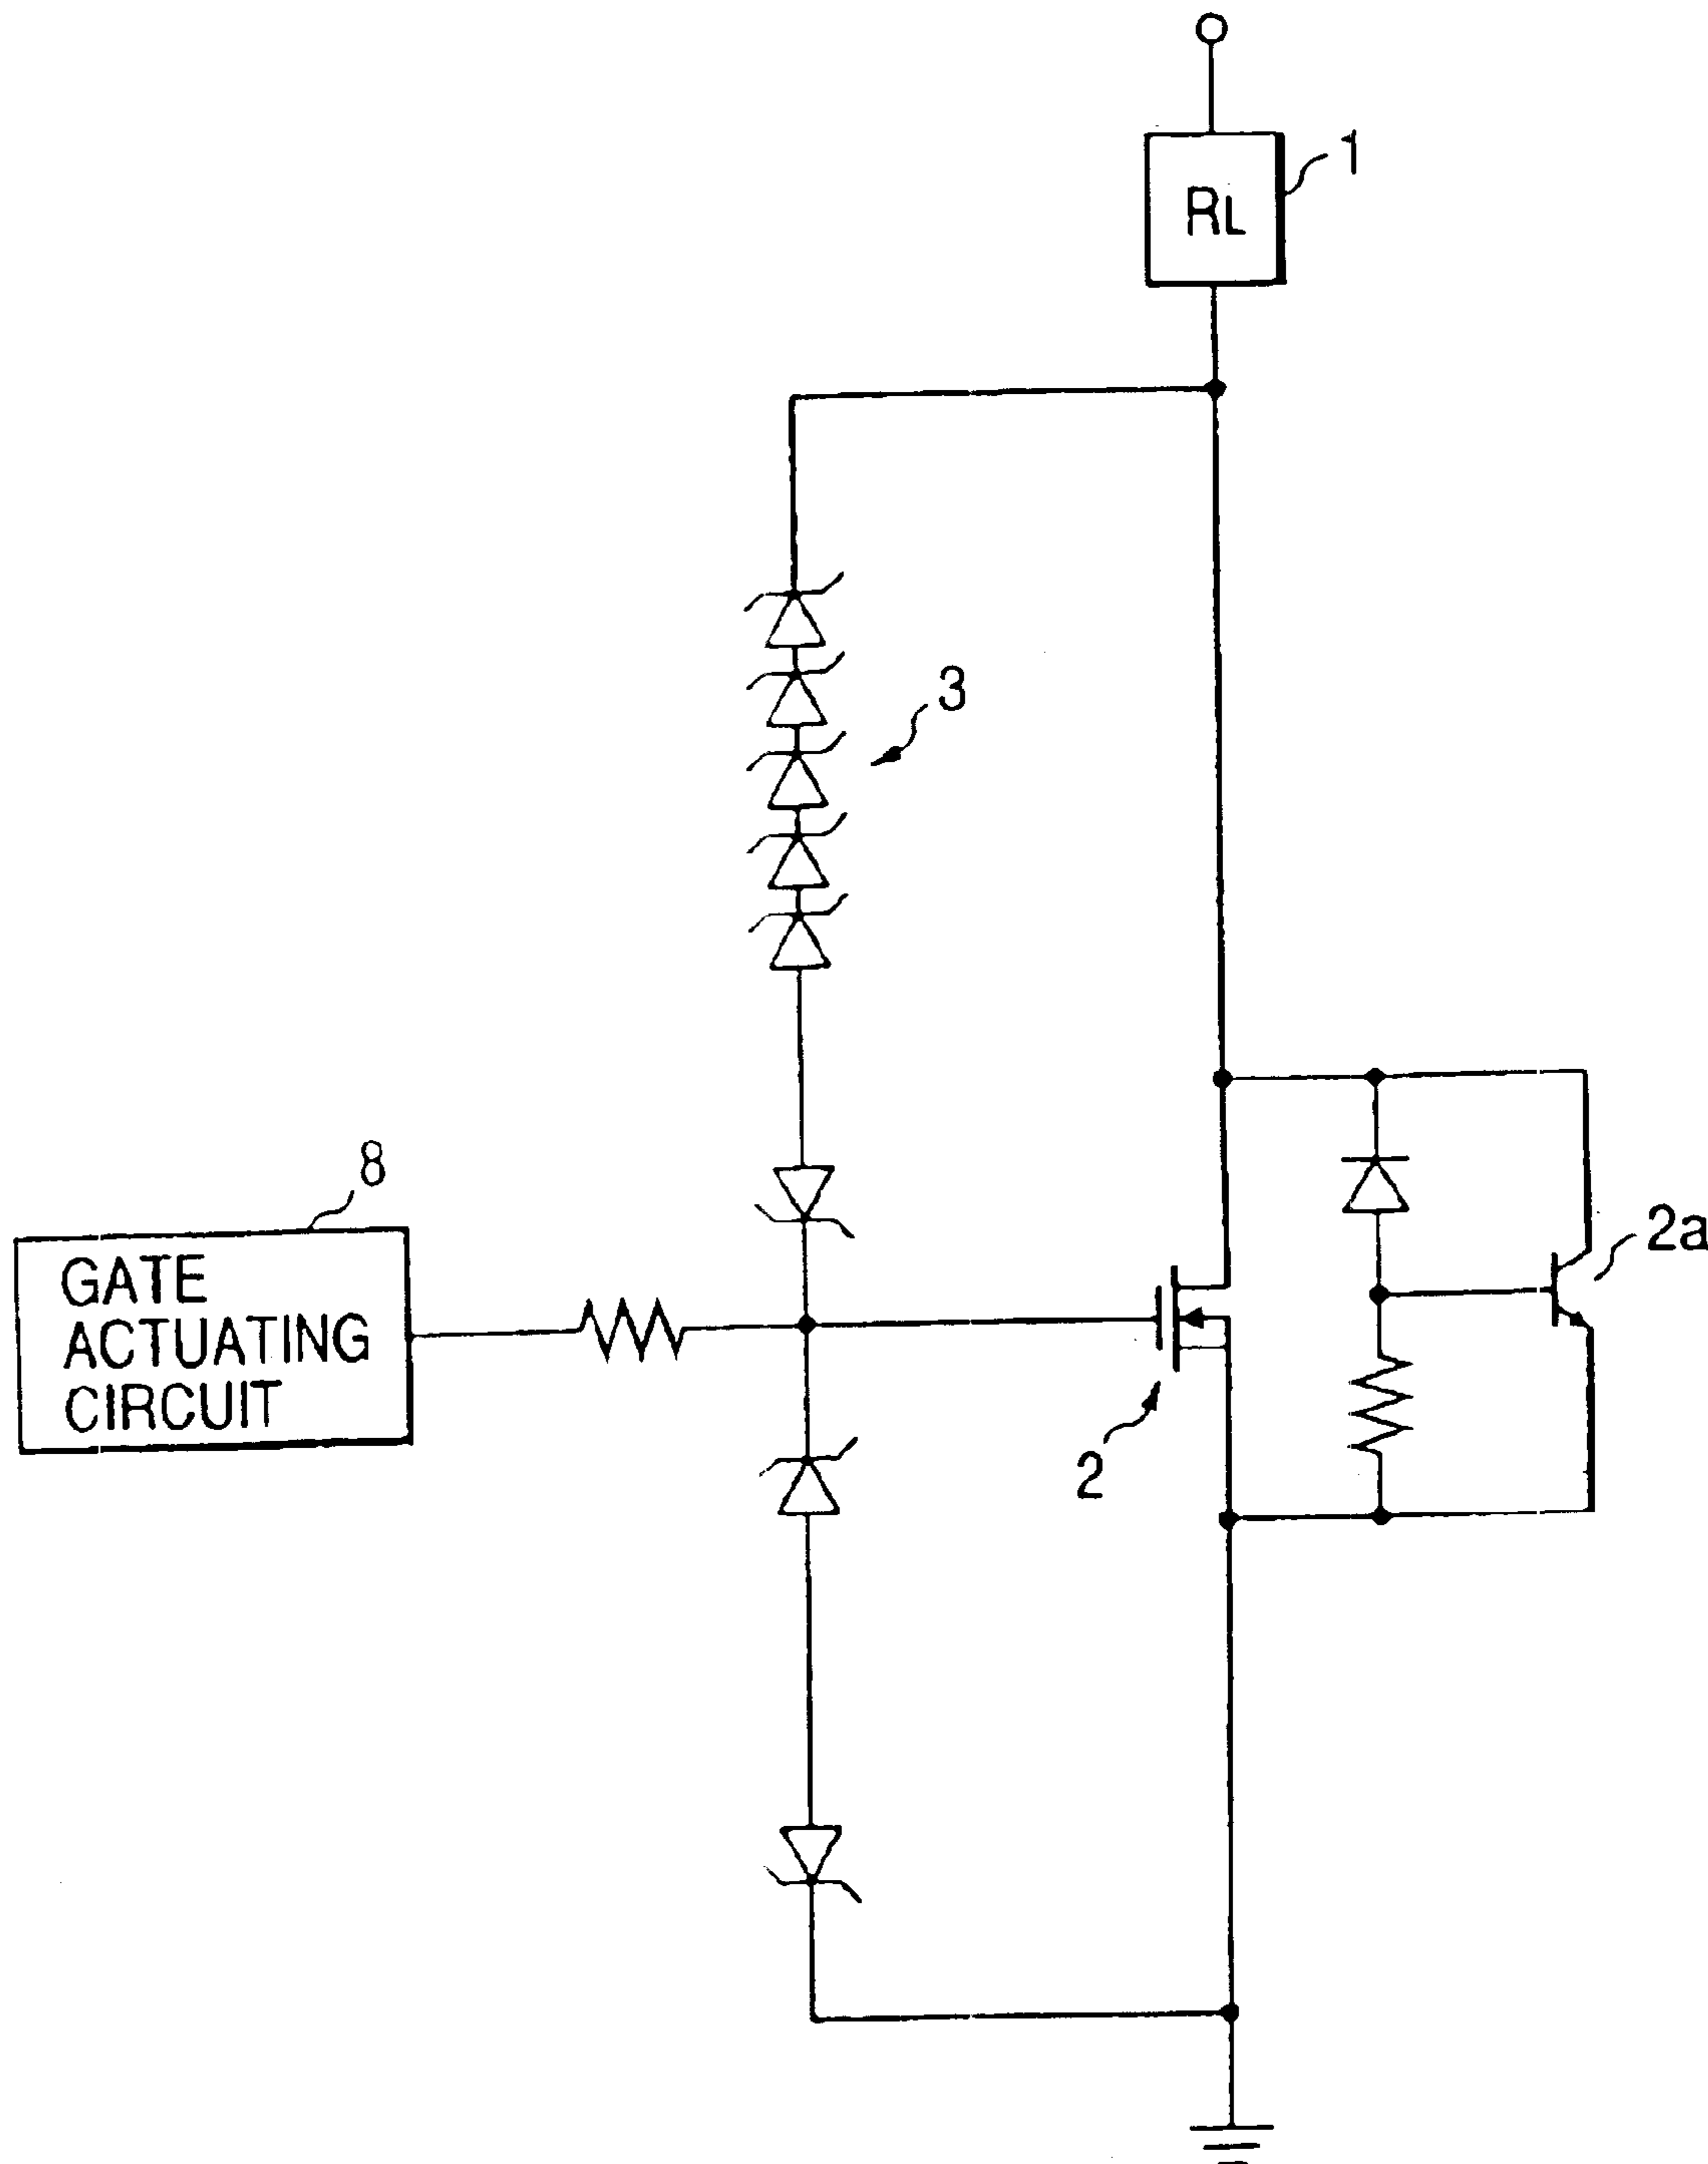 1
RL
3
8
GATE
ACTUATING
CIRCUIT
2a
2